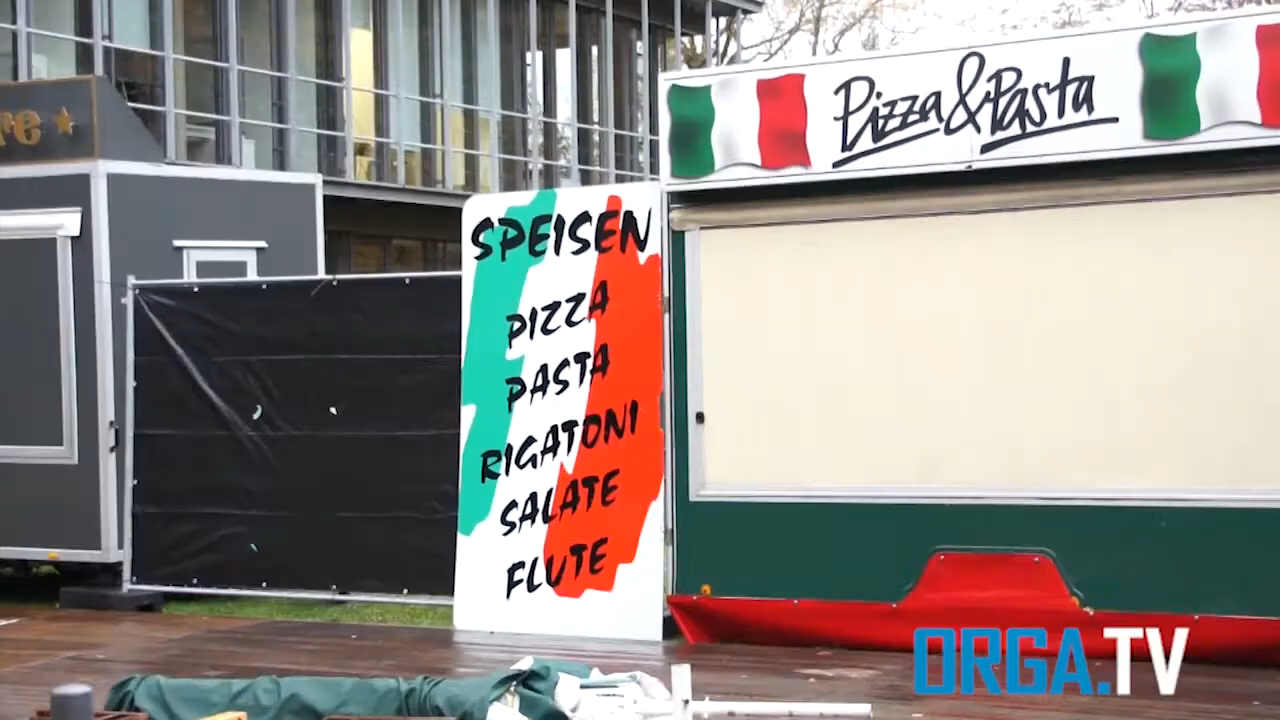 Pizza & Pasta
SPEISEN
PIZZA
PASTA
RIGATONI
SALATE
FLUTE
ORGA.TV